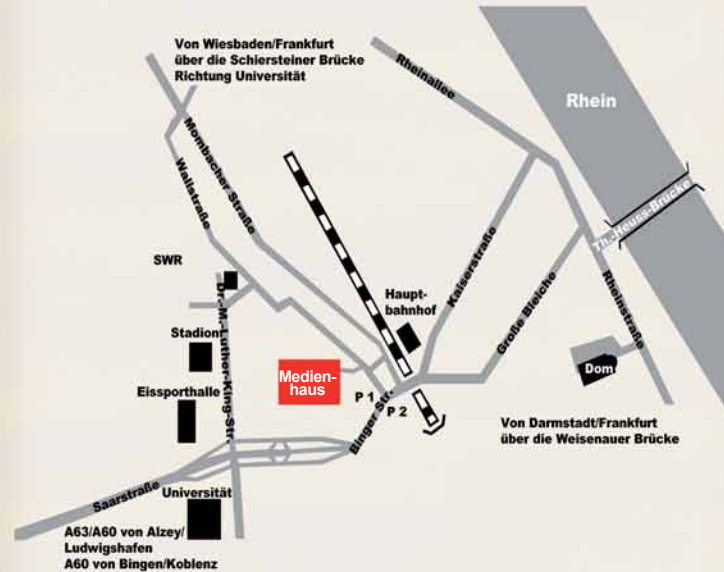 Von Wiesbaden/Frankfurt
über die Schiersteiner Brücke
Richtung Universität
Rheinallee
Rhein
Mombacher Straße
Wallstraße
Th.-Heuss-Brücke
SWR
Kaiserstraße
Haupt-
bahnhof
Große Bleiche
Rheinstraße
Dr.-M.-Luther-King-Str.
Stadion
Medien-
haus
Dom
Eissporthalle
P 1
P 2
Binger Str.
Von Darmstadt/Frankfurt
über die Weisenauer Brücke
Saarstraße
Universität
A63/A60 von Alzey/
Ludwigshafen
A60 von Bingen/Koblenz